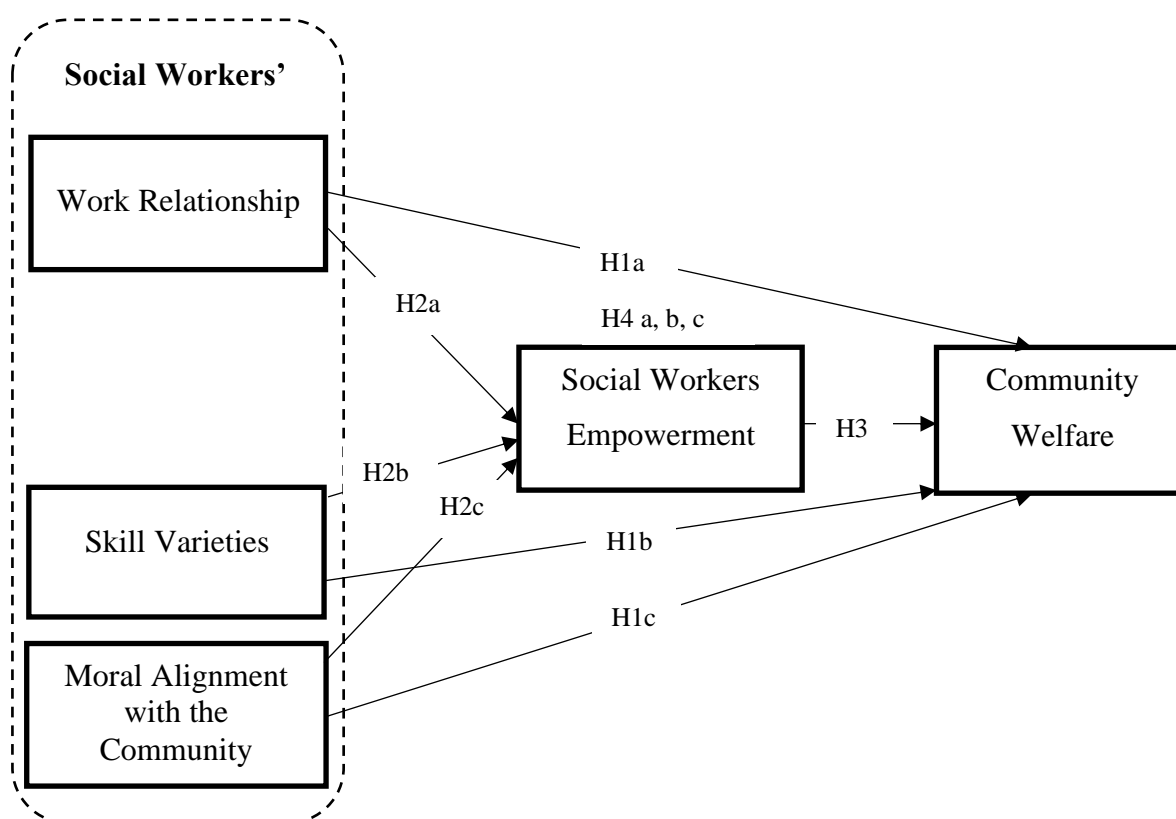 Social Workers’
Work Relationship
H1a
H2a
H4 a, b, c
Social Workers
Empowerment
H3
Community
Welfare
H2b
H2c
Skill Varieties
H1b
H1c
Moral Alignment
with the
Community